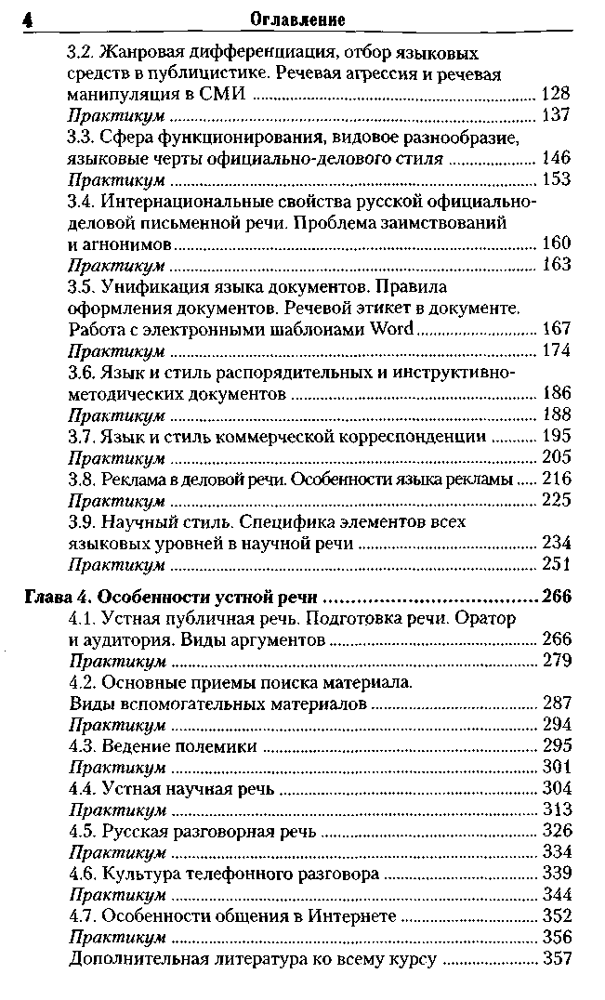 4 Оглавление
3.2. Жанровая дифференциация, отбор языковых
средств в публицистике. Речевая агрессия и речевая
манипуляция в СМИ ........ 128
Практикум ........ 137
3.3. Сфера функционирования, видовое разнообразие,
языковые черты официально-делового стиля ........ 146
Практикум ........ 153
3.4. Интернациональные свойства русской официально-
деловой письменной речи. Проблема заимствований
и агнонимов ........ 160
Практикум ........ 163
3.5. Унификация языка документов. Правила
оформления документов. Речевой этикет в документе.
Работа с электронными шаблонами Word ........ 167
Практикум ........ 174
3.6. Язык и стиль распорядительных и инструктивно-
методических документов ........ 186
Практикум ........ 188
3.7. Язык и стиль коммерческой корреспонденции ........ 195
Практикум ........ 205
3.8. Реклама в деловой речи. Особенности языка рекламы ..... 216
Практикум ........ 225
3.9. Научный стиль. Специфика элементов всех
языковых уровней в научной речи ........ 234
Практикум ........ 251
Глава 4. Особенности устной речи ........ 266
4.1. Устная публичная речь. Подготовка речи. Оратор
и аудитория. Виды аргументов ........ 266
Практикум ........ 279
4.2. Основные приемы поиска материала.
Виды вспомогательных материалов ........ 287
Практикум ........ 294
4.3. Ведение полемики ........ 295
Практикум ........ 301
4.4. Устная научная речь ........ 304
Практикум ........ 313
4.5. Русская разговорная речь ........ 326
Практикум ........ 334
4.6. Культура телефонного разговора ........ 339
Практикум ........ 344
4.7. Особенности общения в Интернете ........ 352
Практикум ........ 356
Дополнительная литература ко всему курсу ........ 357